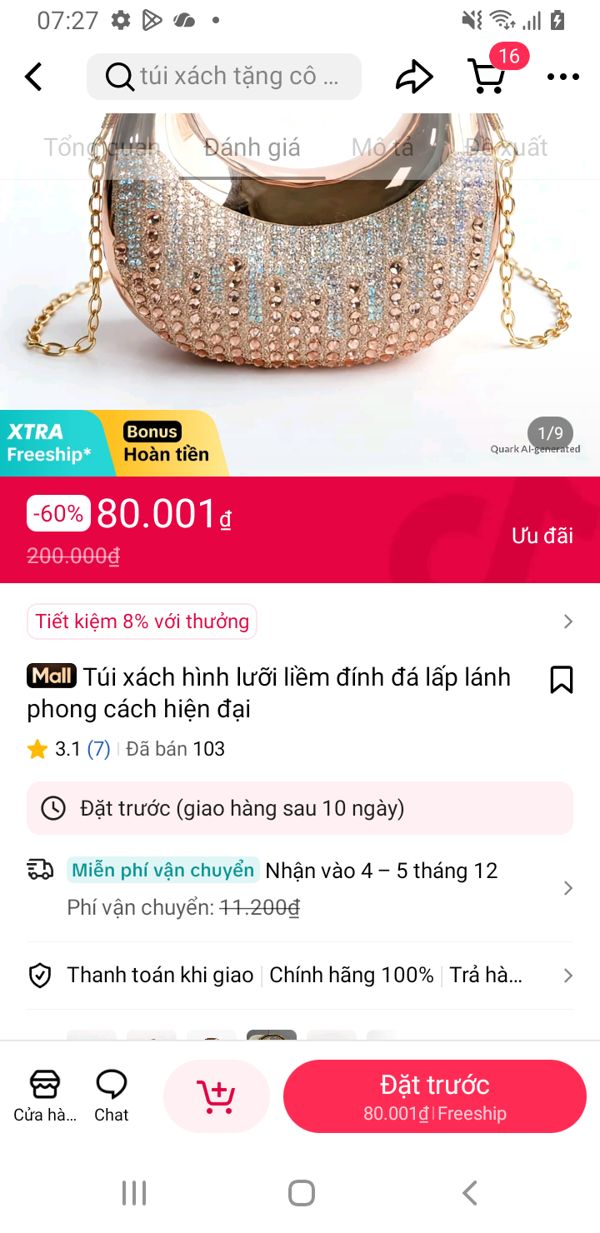 07:27
16
túi xách tặng cô ...
Tổng quan Đánh giá Mô tả Đề xuất
XTRA
Freeship*
Bonus
Hoàn tiền
1/9
Quark AI-generated
-60% 80.001đ
200.000đ
Ưu đãi
Tiết kiệm 8% với thưởng
Mall Túi xách hình lưỡi liềm đính đá lấp lánh
phong cách hiện đại
3.1 (7) Đã bán 103
Đặt trước (giao hàng sau 10 ngày)
Miễn phí vận chuyển Nhận vào 4 – 5 tháng 12
Phí vận chuyển: 11.200đ
Thanh toán khi giao Chính hãng 100% Trả hà...
Cửa hà... Chat
Đặt trước
80.001đ Freeship